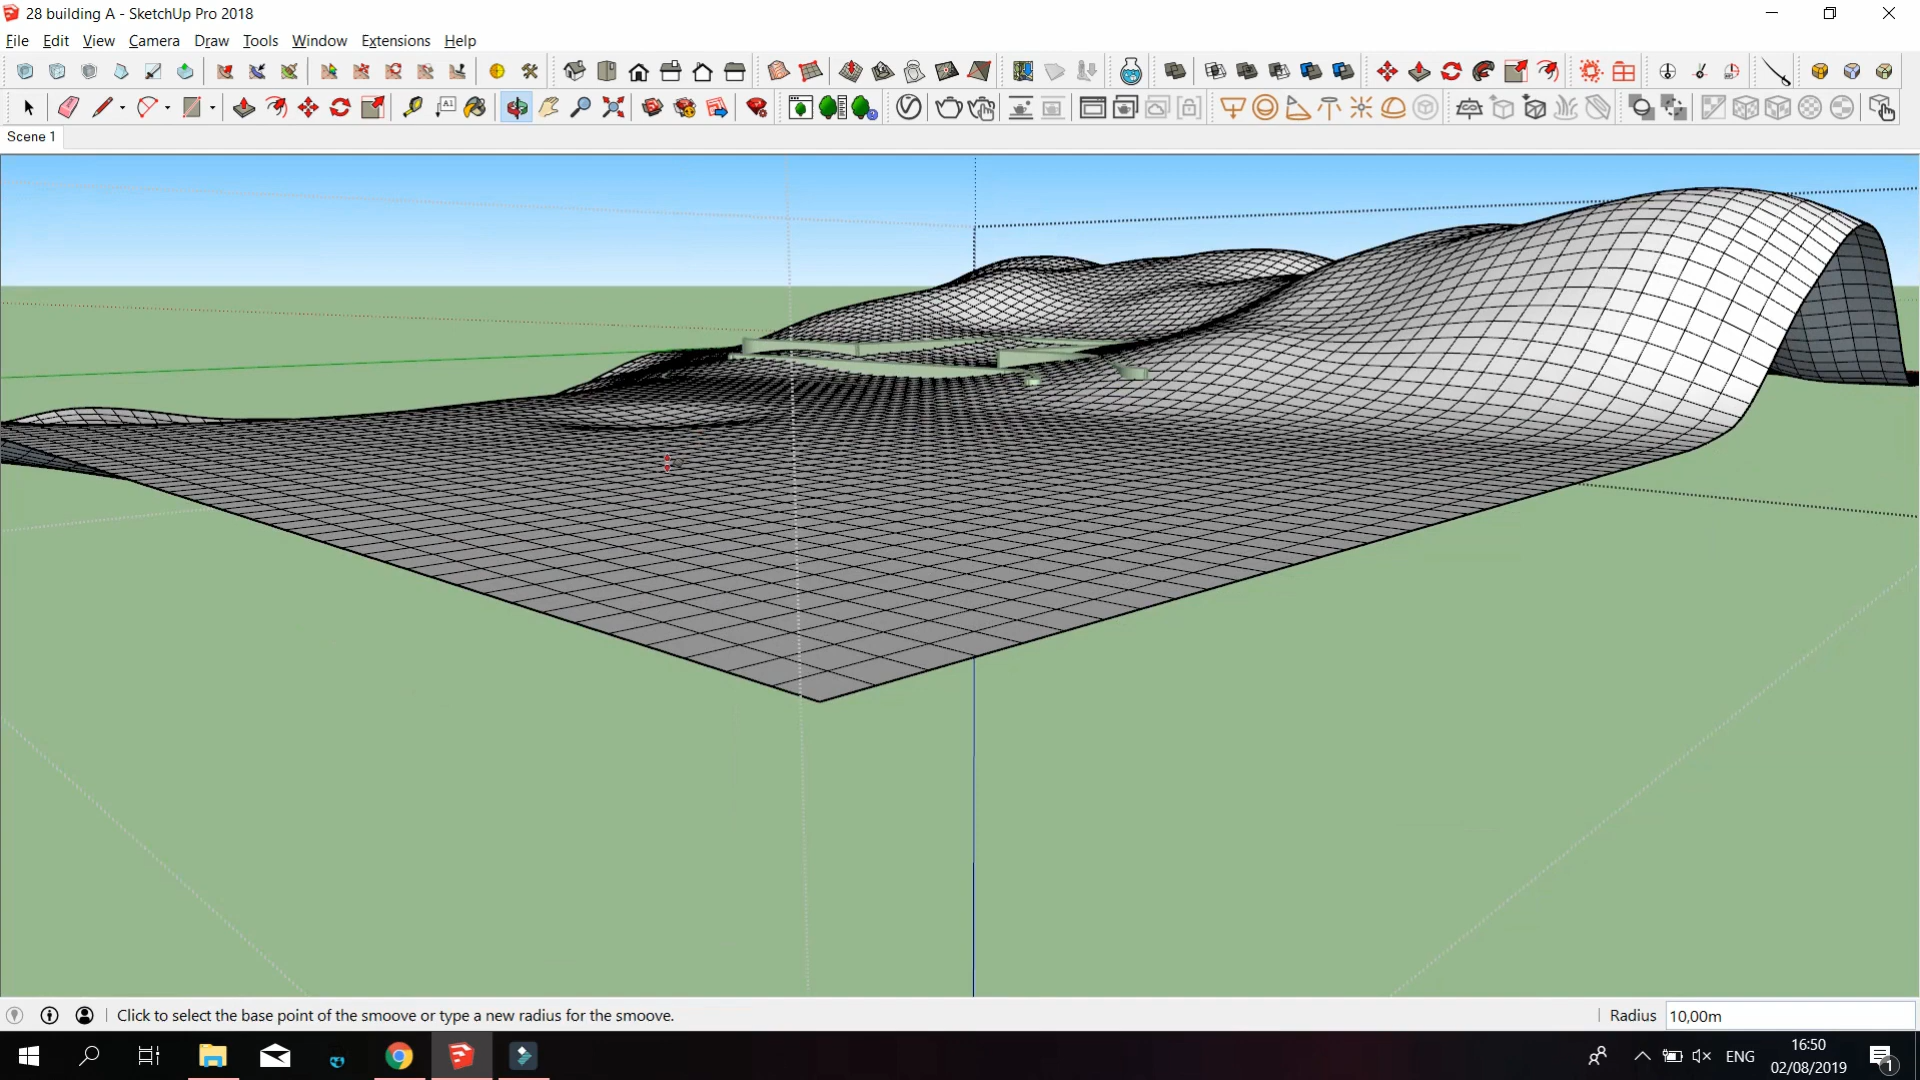 28 building A - SketchUp Pro 2018
File Edit View Camera Draw Tools Window Extensions Help
A1
Scene 1
Click to select the base point of the smoove or type a new radius for the smoove.
Radius 10,00m
16:50
ENG
02/08/2019
1